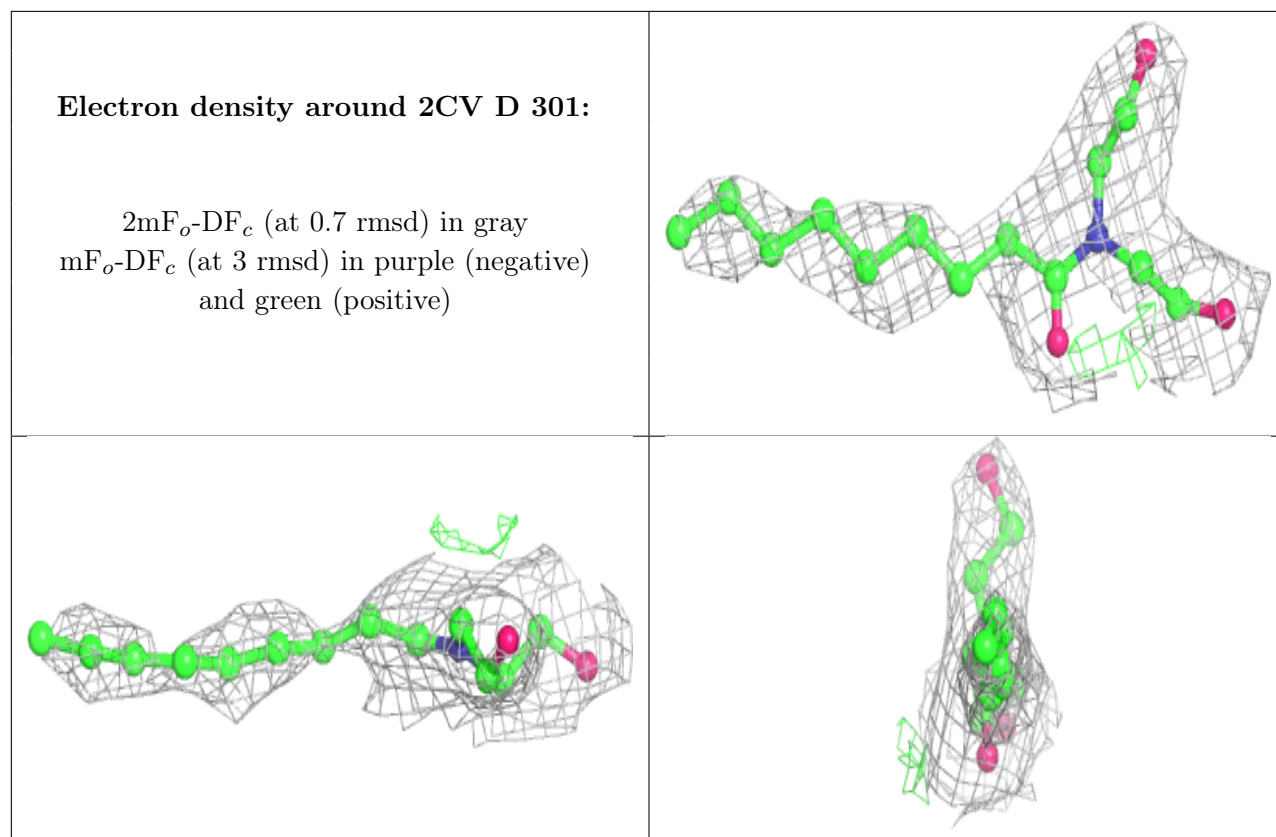 Electron density around 2CV D 301:
2mFₒ-DF𝒸 (at 0.7 rmsd) in gray
mFₒ-DF𝒸 (at 3 rmsd) in purple (negative)
and green (positive)